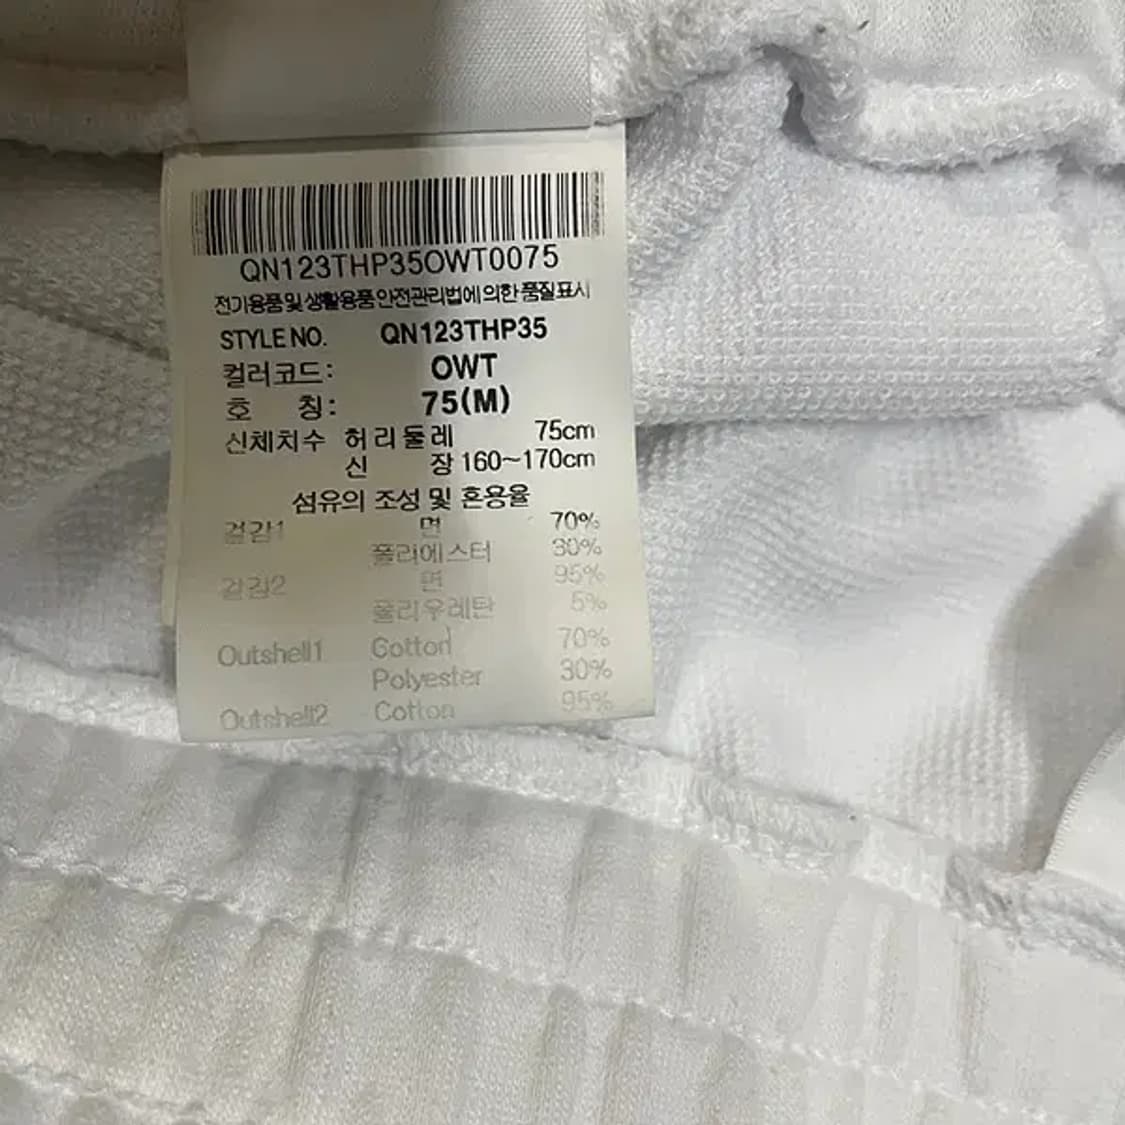 QN123THP35OWT0075
전기용품 및 생활용품 안전관리법에 의한 품질표시
STYLE NO. QN123THP35
컬러코드: OWT
호 칭: 75(M)
신체치수 허리둘레 75cm
신 장 160~170cm
섬유의 조성 및 혼용율
겉감1 면 70%
폴리에스터 30%
겉감2 면 95%
폴리우레탄 5%
Outshell1 Cotton 70%
Polyester 30%
Outshell2 Cotton 95%